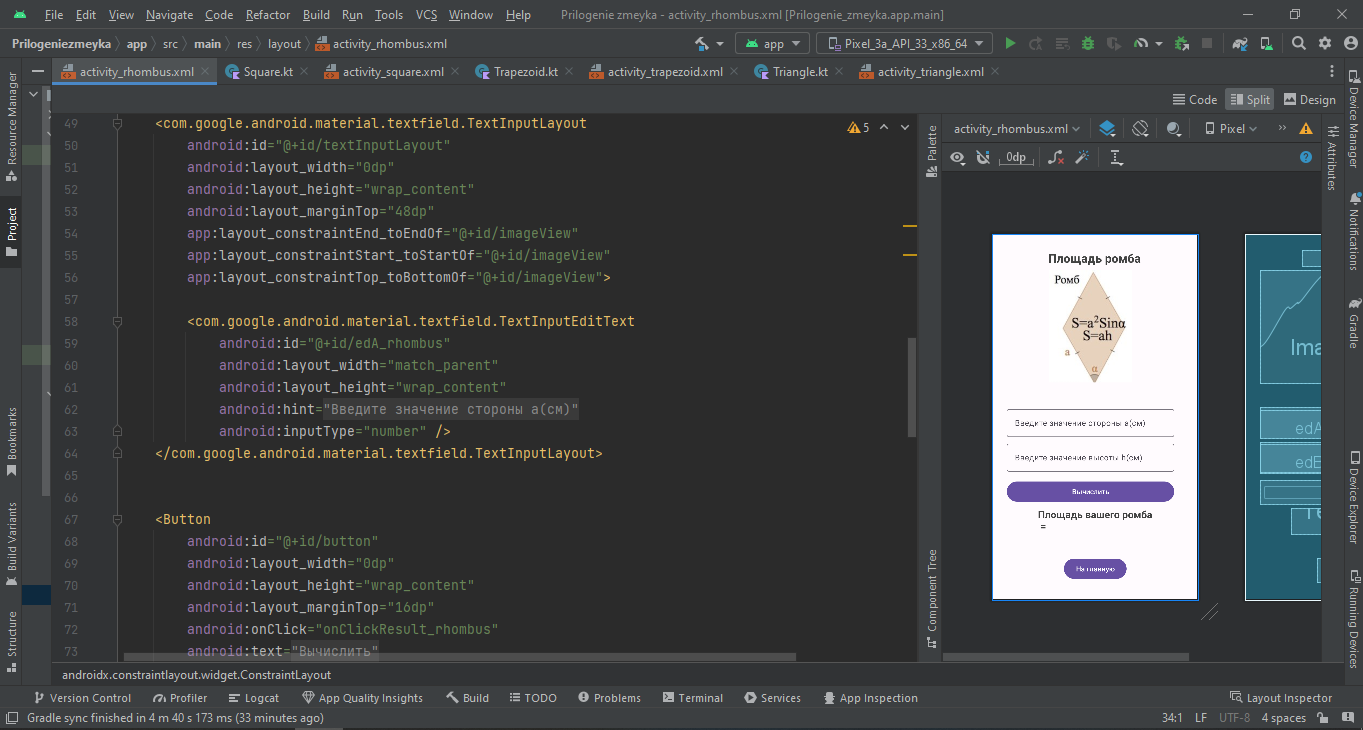 File Edit View Navigate Code Refactor Build Run Tools VCS Window Help Prilogenie zmeyka - activity_rhombus.xml [Prilogenie_zmeyka.app.main]
Prilogeniezmeyka app src main res layout activity_rhombus.xml app Pixel_3a_API_33_x86_64
activity_rhombus.xml Square.kt activity_square.xml Trapezoid.kt activity_trapezoid.xml Triangle.kt activity_triangle.xml
Code Split Design
Resource Manager
Project
Bookmarks
Build Variants
Structure
49 <com.google.android.material.textfield.TextInputLayout
50 android:id="@+id/textInputLayout"
51 android:layout_width="0dp"
52 android:layout_height="wrap_content"
53 android:layout_marginTop="48dp"
54 app:layout_constraintEnd_toEndOf="@+id/imageView"
55 app:layout_constraintStart_toStartOf="@+id/imageView"
56 app:layout_constraintTop_toBottomOf="@+id/imageView">
57
58 <com.google.android.material.textfield.TextInputEditText
59 android:id="@+id/edA_rhombus"
60 android:layout_width="match_parent"
61 android:layout_height="wrap_content"
62 android:hint="Введите значение стороны a(см)"
63 android:inputType="number" />
64 </com.google.android.material.textfield.TextInputLayout>
65
66
67 <Button
68 android:id="@+id/button"
69 android:layout_width="0dp"
70 android:layout_height="wrap_content"
71 android:layout_marginTop="16dp"
72 android:onClick="onClickResult_rhombus"
73 android:text="Вычислить"
5
Palette
Component Tree
activity_rhombus.xml Pixel
0dp
Площадь ромба
Ромб
S=a²Sinα
S=ah
a
α
Введите значение стороны a(см)
Введите значение высоты h(см)
Вычислить
Площадь вашего ромба
=
На главную
Ima
edA
edB
Te
Attributes
Device Manager
Notifications
Gradle
Device Explorer
Running Devices
androidx.constraintlayout.widget.ConstraintLayout
Version Control Profiler Logcat App Quality Insights Build TODO Problems Terminal Services App Inspection Layout Inspector
Gradle sync finished in 4 m 40 s 173 ms (33 minutes ago) 34:1 LF UTF-8 4 spaces